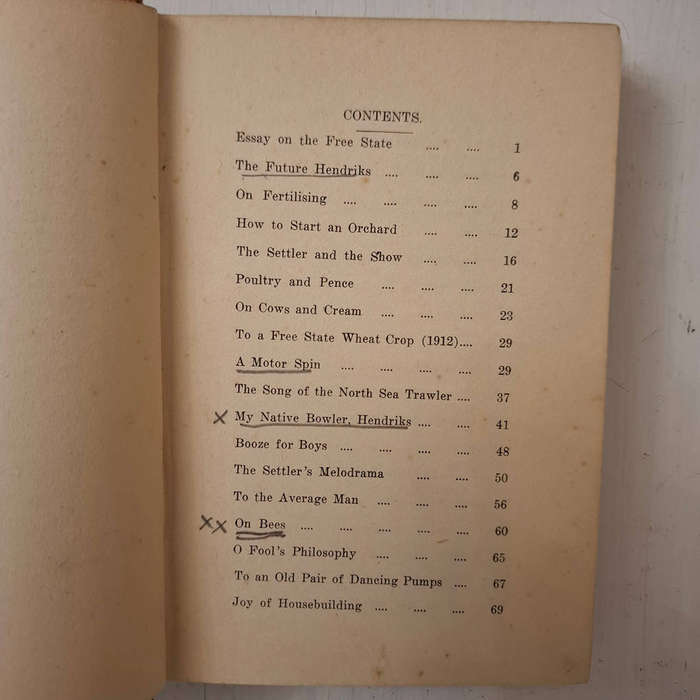 CONTENTS.
Essay on the Free State .... .... 1
The Future Hendriks .... .... .... 6
On Fertilising .... .... .... .... 8
How to Start an Orchard .... .... 12
The Settler and the Show .... .... 16
Poultry and Pence .... .... .... 21
On Cows and Cream .... .... .... 23
To a Free State Wheat Crop (1912).... 29
A Motor Spin .... .... .... .... 29
The Song of the North Sea Trawler .... 37
x My Native Bowler, Hendriks .... .... 41
Booze for Boys .... .... .... .... 48
The Settler's Melodrama .... .... 50
To the Average Man .... .... .... 56
xx On Bees .... .... .... .... .... 60
O Fool's Philosophy .... .... .... 65
To an Old Pair of Dancing Pumps .... 67
Joy of Housebuilding .... .... .... 69